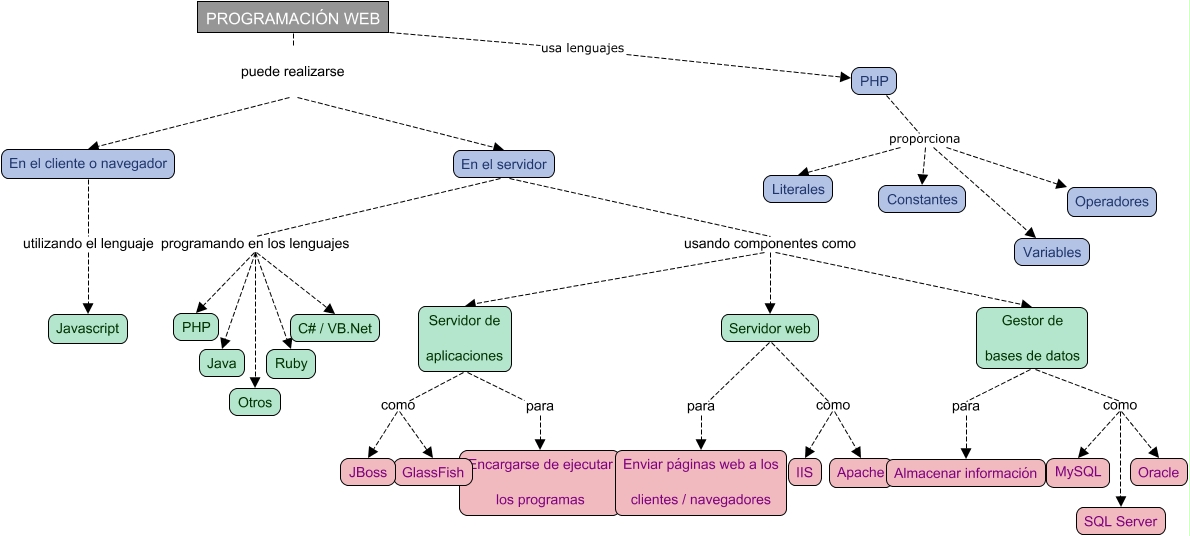 PROGRAMACIÓN WEB
usa lenguajes
puede realizarse
PHP
proporciona
En el cliente o navegador
En el servidor
Literales
Constantes
Operadores
Variables
utilizando el lenguaje
programando en los lenguajes
usando componentes como
Javascript
PHP
C# / VB.Net
Java
Ruby
Otros
Servidor de
aplicaciones
Servidor web
Gestor de
bases de datos
como
para
para
como
para
como
JBoss
GlassFish
Encargarse de ejecutar
los programas
Enviar páginas web a los
clientes / navegadores
IIS
Apache
Almacenar información
MySQL
Oracle
SQL Server